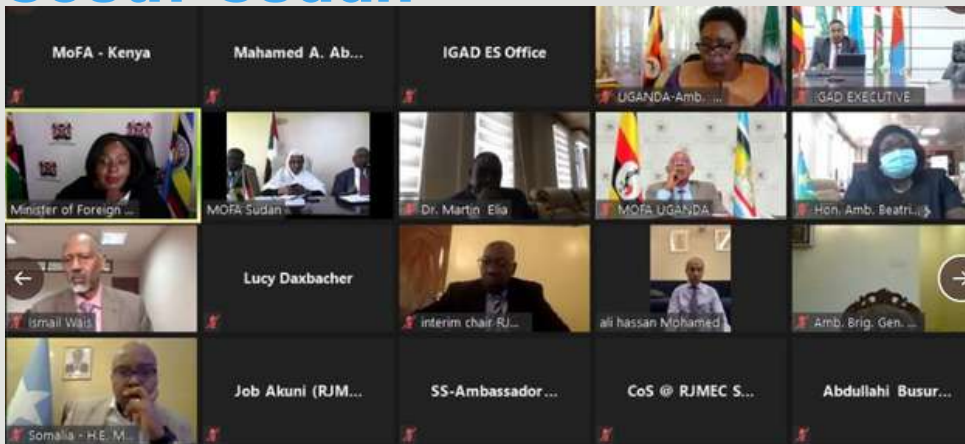 MoFA - Kenya
Mahamed A. Ab...
IGAD ES Office
UGANDA-Amb. ...
IGAD EXECUTIVE
Minister of Foreign ...
MOFA Sudan
Dr. Martin Elia
MOFA UGANDA
Hon. Amb. Beatri...
Ismail Wais
Lucy Daxbacher
interim chair RJ...
ali hassan Mohamed
Amb. Brig. Gen. ...
Somalia - H.E. M...
Job Akuni (RJM...
SS-Ambassador...
CoS @ RJMEC S...
Abdullahi Busur...